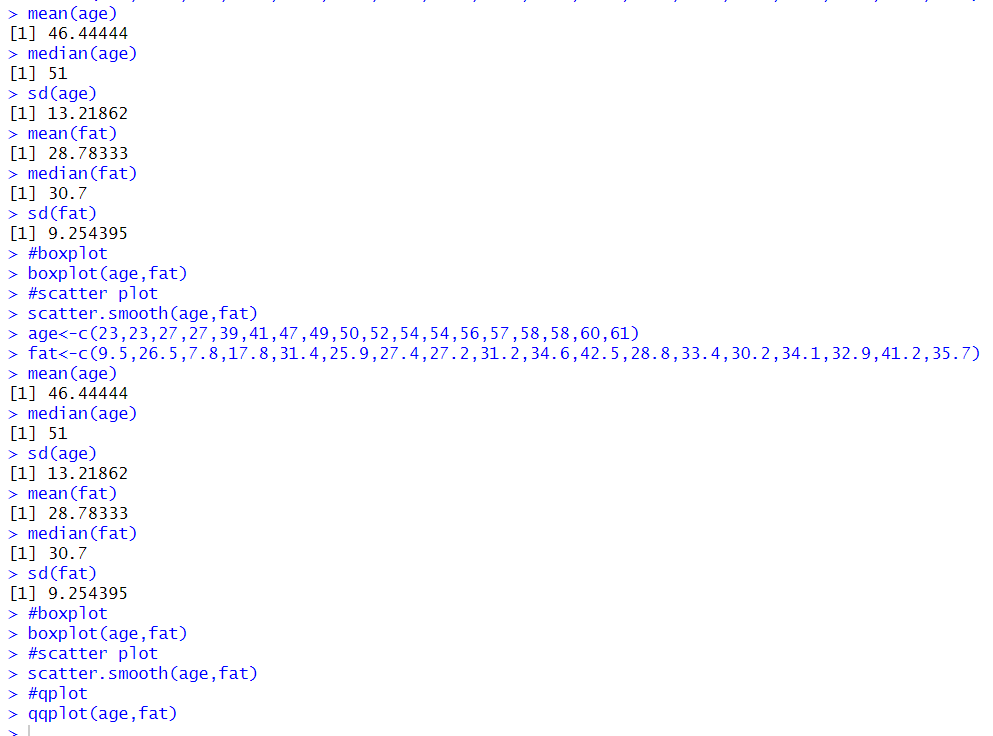 > mean(age)
[1] 46.44444
> median(age)
[1] 51
> sd(age)
[1] 13.21862
> mean(fat)
[1] 28.78333
> median(fat)
[1] 30.7
> sd(fat)
[1] 9.254395
> #boxplot
> boxplot(age,fat)
> #scatter plot
> scatter.smooth(age,fat)
> age<-c(23,23,27,27,39,41,47,49,50,52,54,54,56,57,58,58,60,61)
> fat<-c(9.5,26.5,7.8,17.8,31.4,25.9,27.4,27.2,31.2,34.6,42.5,28.8,33.4,30.2,34.1,32.9,41.2,35.7)
> mean(age)
[1] 46.44444
> median(age)
[1] 51
> sd(age)
[1] 13.21862
> mean(fat)
[1] 28.78333
> median(fat)
[1] 30.7
> sd(fat)
[1] 9.254395
> #boxplot
> boxplot(age,fat)
> #scatter plot
> scatter.smooth(age,fat)
> #qplot
> qqplot(age,fat)
>